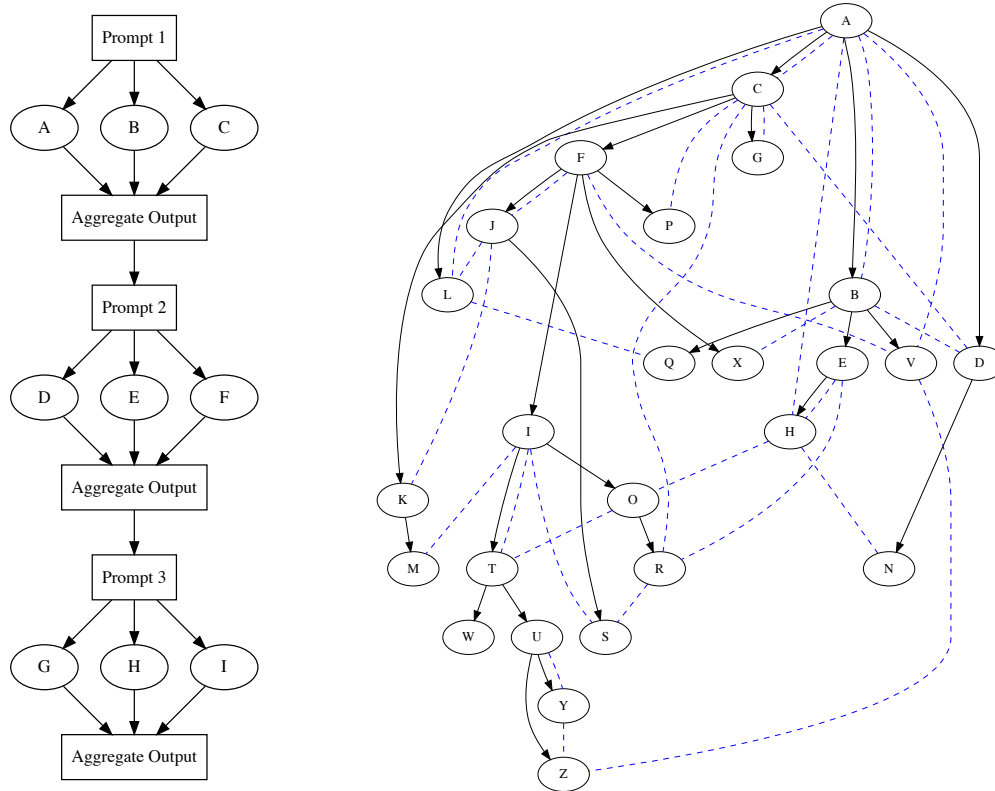 Prompt 1
A B C
Aggregate Output
Prompt 2
D E F
Aggregate Output
Prompt 3
G H I
Aggregate Output
A
C
F G
J P
L B
Q X E V D
I H
K O
M T R N
W U S
Y
Z